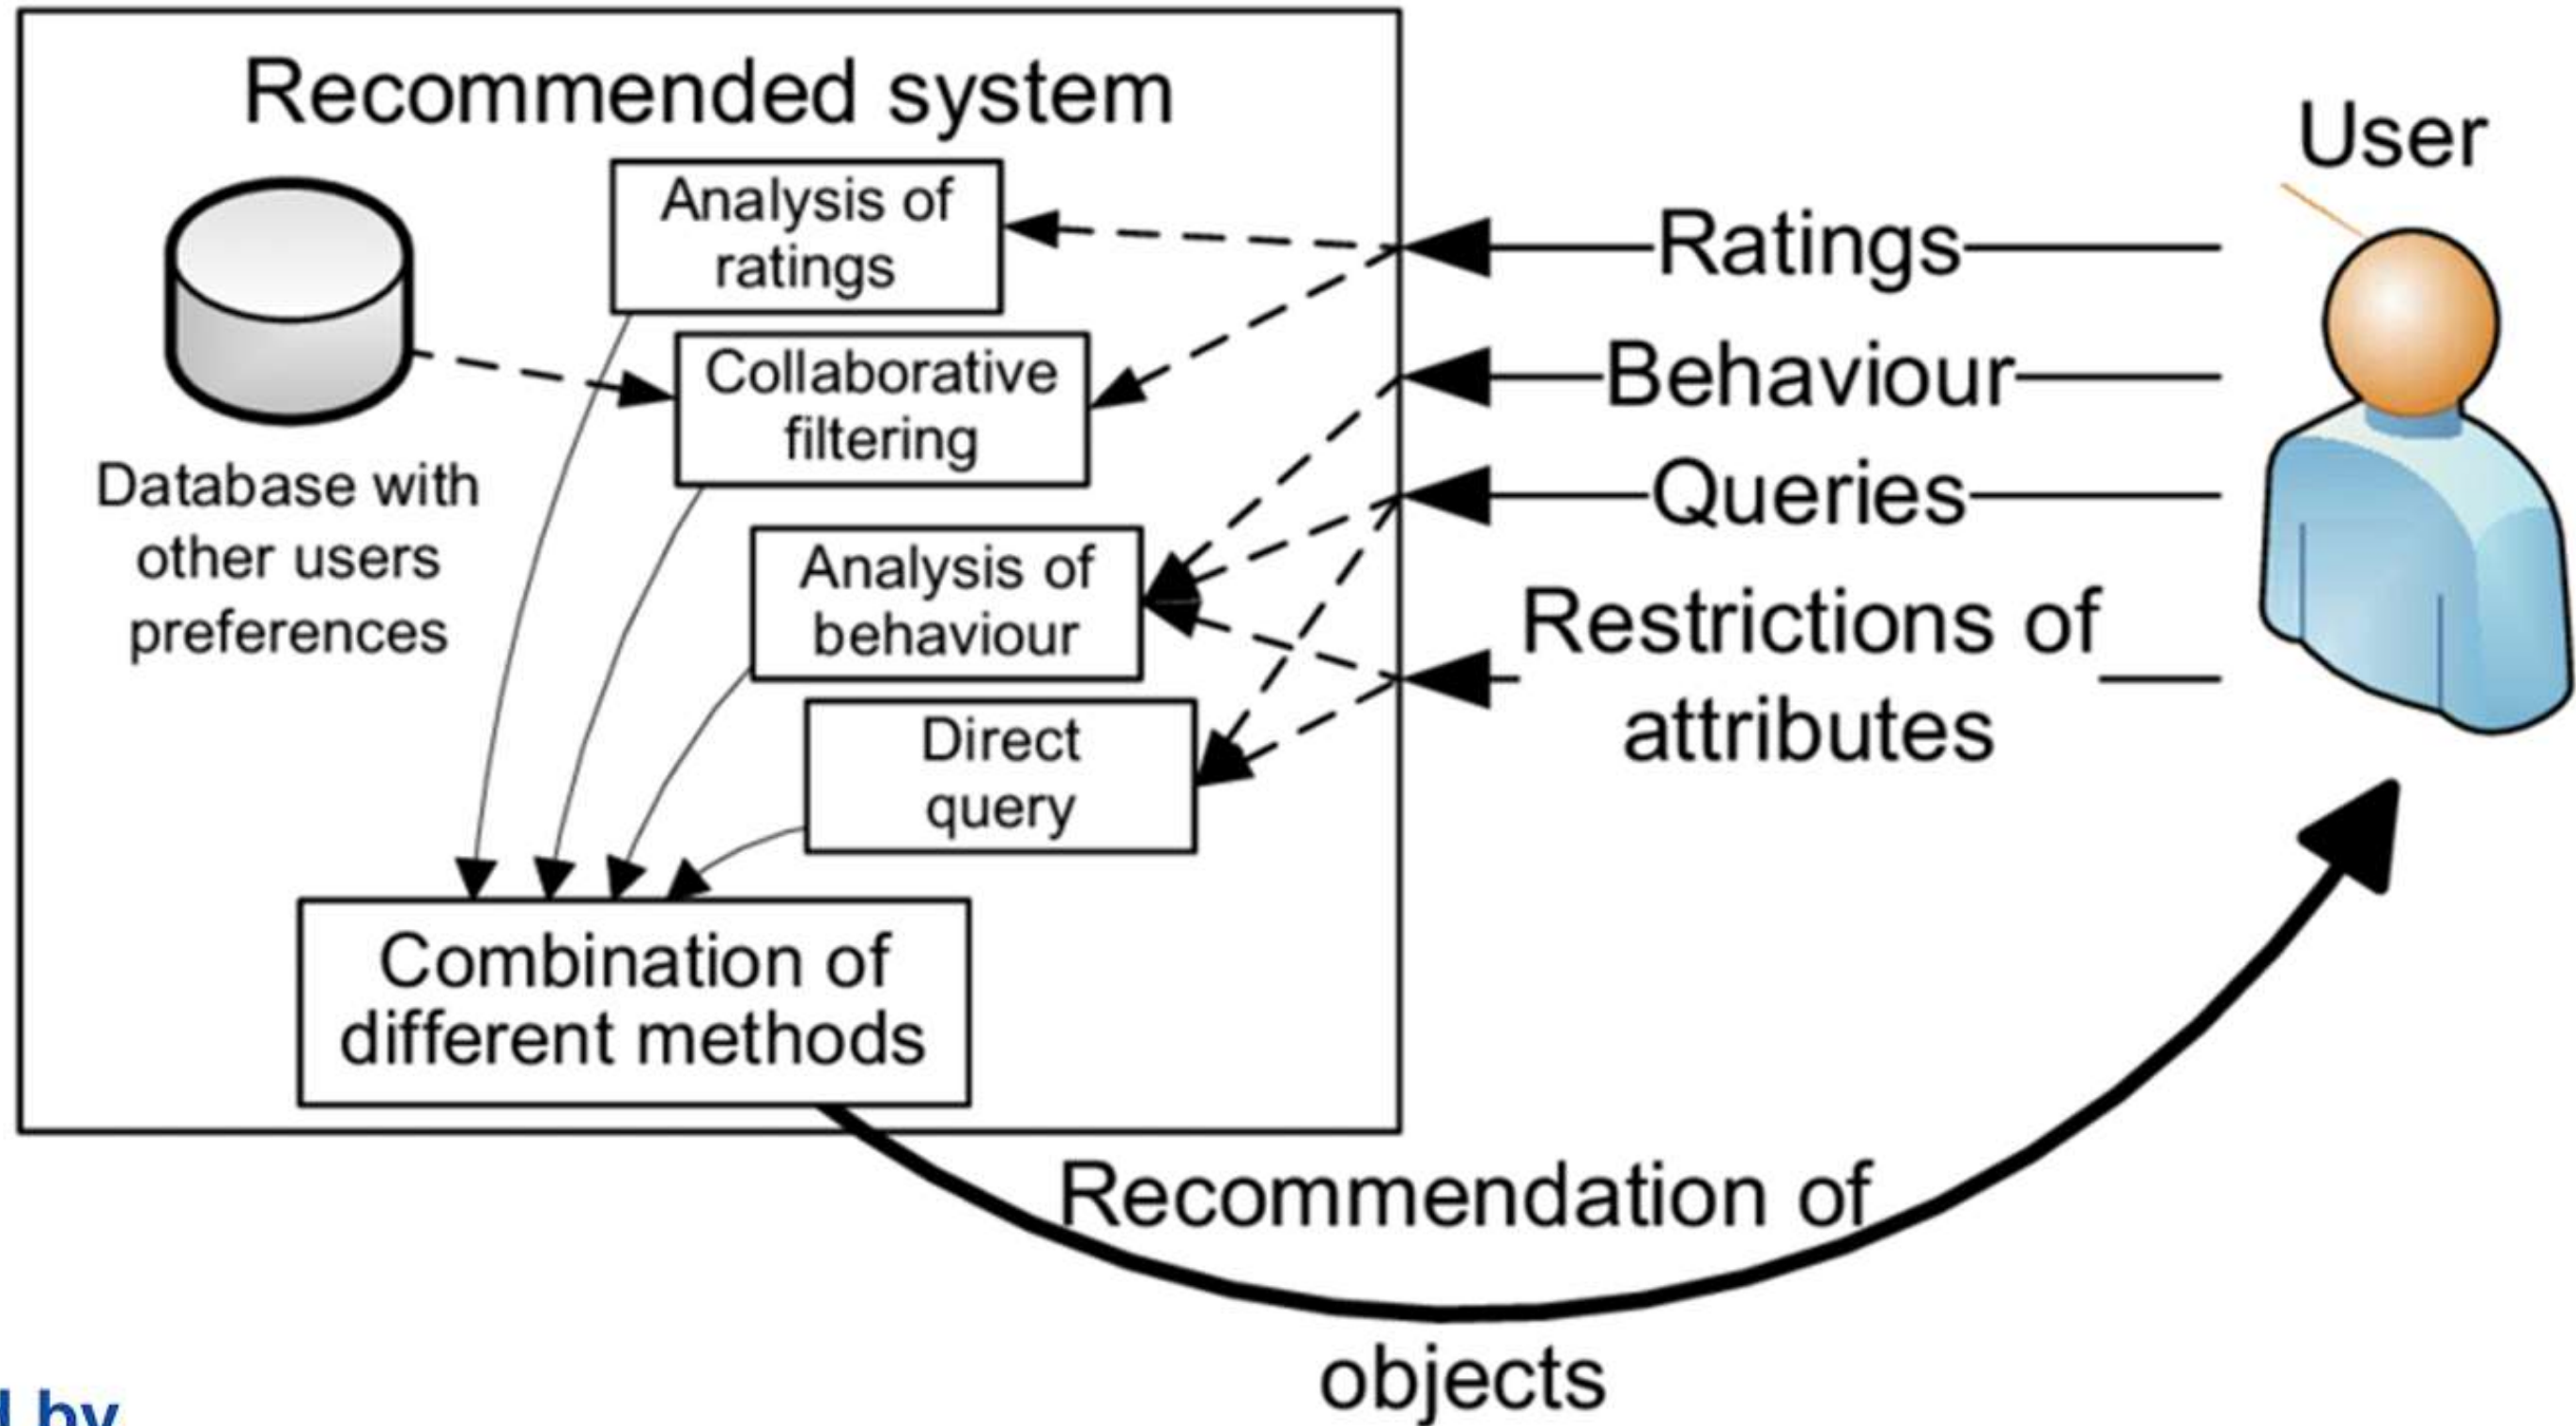 Recommended system
User
Analysis of
ratings
Ratings
Collaborative
filtering
Behaviour
Database with
other users
preferences
Queries
Analysis of
behaviour
Restrictions of
attributes
Direct
query
Combination of
different methods
Recommendation of
objects
by